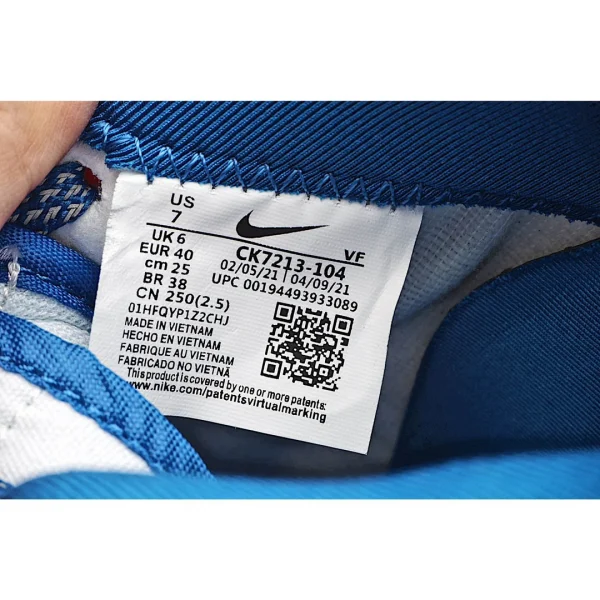 US
7
UK 6
EUR 40
cm 25
BR 38
CN 250(2.5)
VF
CK7213-104
02/05/21 | 04/09/21
UPC 00194493933089
01HFQYP1Z2CHJ
MADE IN VIETNAM
HECHO EN VIETNAM
FABRIQUE AU VIETNAM
FABRICADO NO VIETNÃ
This product is covered by one or more patents:
www.nike.com/patentsvirtualmarking